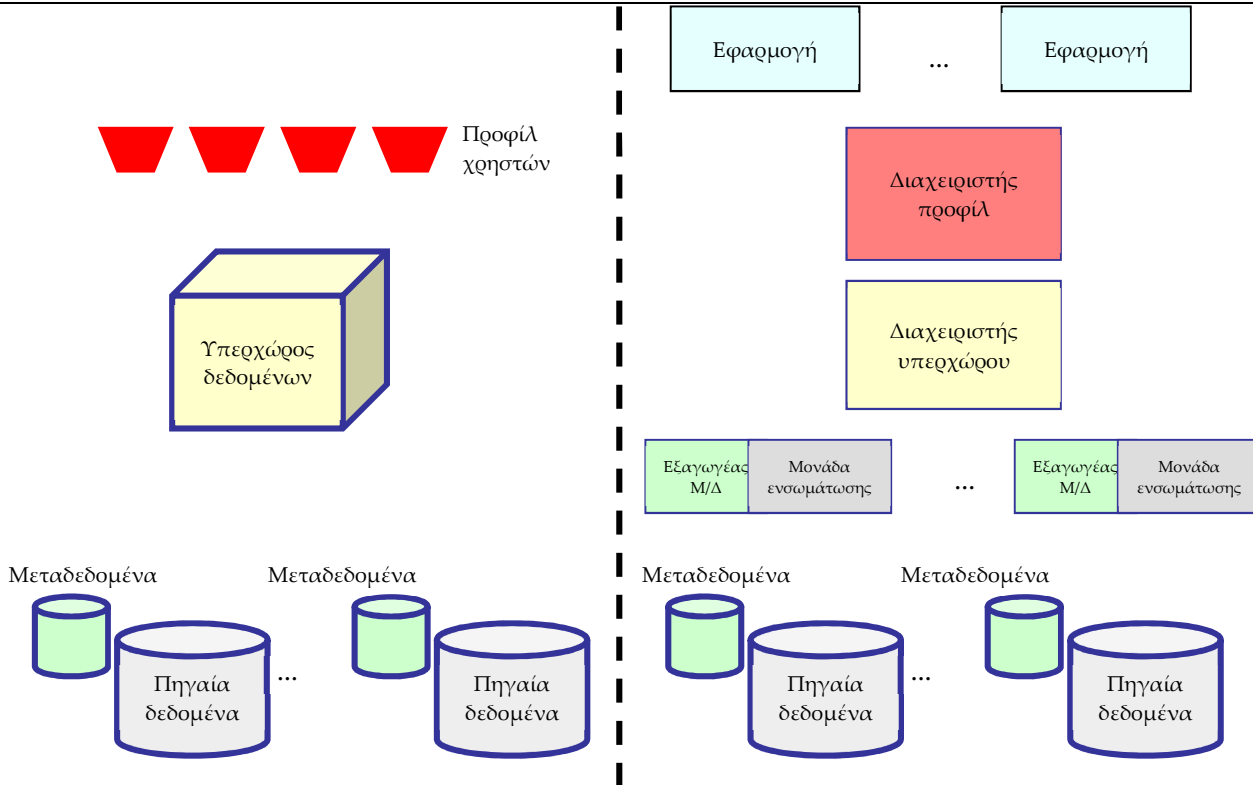 Προφίλ
χρηστών
Υπερχώρος
δεδομένων
Μεταδεδομένα
Μεταδεδομένα
Πηγαία
δεδομένα
...
Πηγαία
δεδομένα
Εφαρμογή
...
Εφαρμογή
Διαχειριστής
προφίλ
Διαχειριστής
υπερχώρου
Εξαγωγέας
Μ/Δ
Μονάδα
ενσωμάτωσης
...
Εξαγωγέας
Μ/Δ
Μονάδα
ενσωμάτωσης
Μεταδεδομένα
Μεταδεδομένα
Πηγαία
δεδομένα
...
Πηγαία
δεδομένα